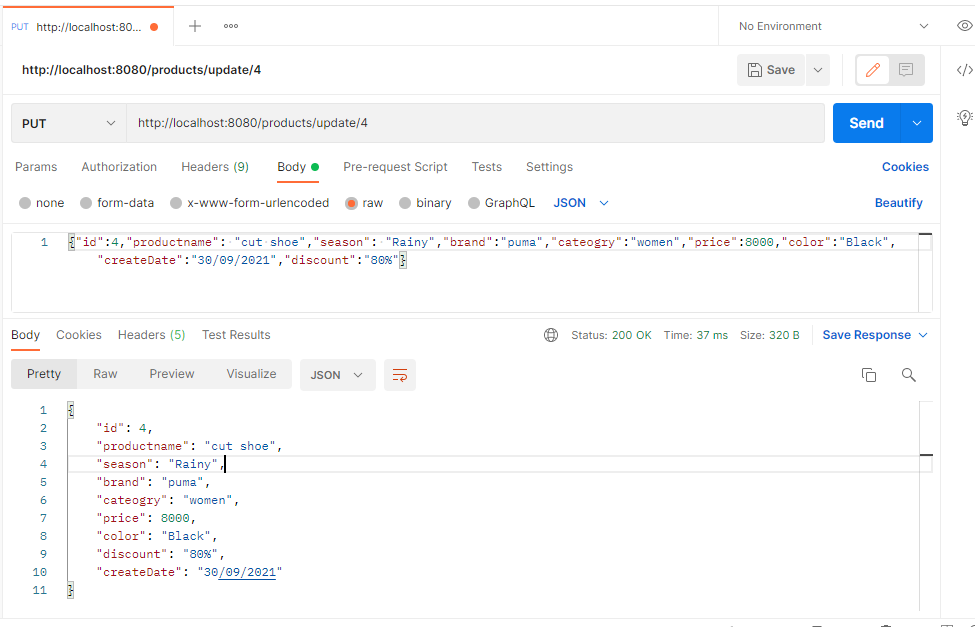 PUT http://localhost:80... No Environment
http://localhost:8080/products/update/4 Save
PUT http://localhost:8080/products/update/4 Send
Params Authorization Headers (9) Body Pre-request Script Tests Settings Cookies
none form-data x-www-form-urlencoded raw binary GraphQL JSON Beautify
1 {"id":4,"productname": "cut shoe","season": "Rainy","brand":"puma","cateogry":"women","price":8000,"color":"Black",
"createDate":"30/09/2021","discount":"80%"}
Body Cookies Headers (5) Test Results Status: 200 OK Time: 37 ms Size: 320 B Save Response
Pretty Raw Preview Visualize JSON
1 {
2 "id": 4,
3 "productname": "cut shoe",
4 "season": "Rainy",
5 "brand": "puma",
6 "cateogry": "women",
7 "price": 8000,
8 "color": "Black",
9 "discount": "80%",
10 "createDate": "30/09/2021"
11 }